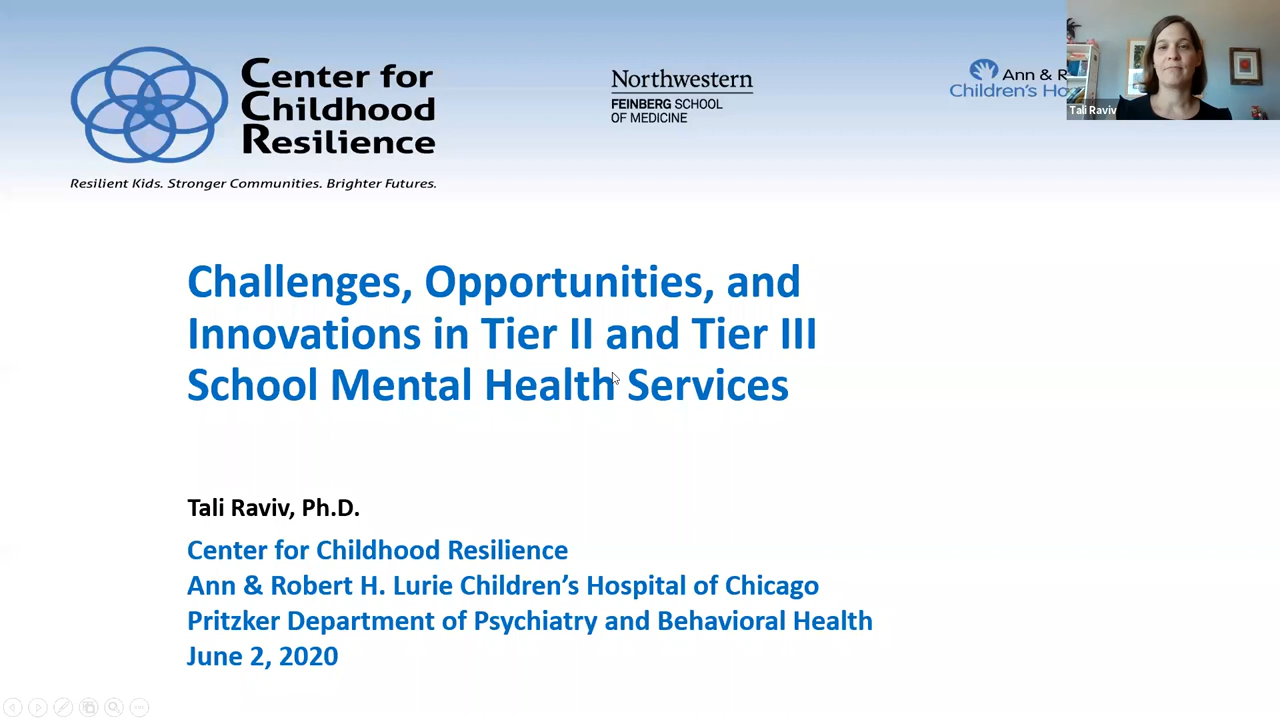 Center for
Childhood
Resilience
Resilient Kids. Stronger Communities. Brighter Futures.
Northwestern
FEINBERG SCHOOL
OF MEDICINE
Ann & R
Children's Ho
Tali Raviv
Challenges, Opportunities, and
Innovations in Tier II and Tier III
School Mental Health Services
Tali Raviv, Ph.D.
Center for Childhood Resilience
Ann & Robert H. Lurie Children’s Hospital of Chicago
Pritzker Department of Psychiatry and Behavioral Health
June 2, 2020